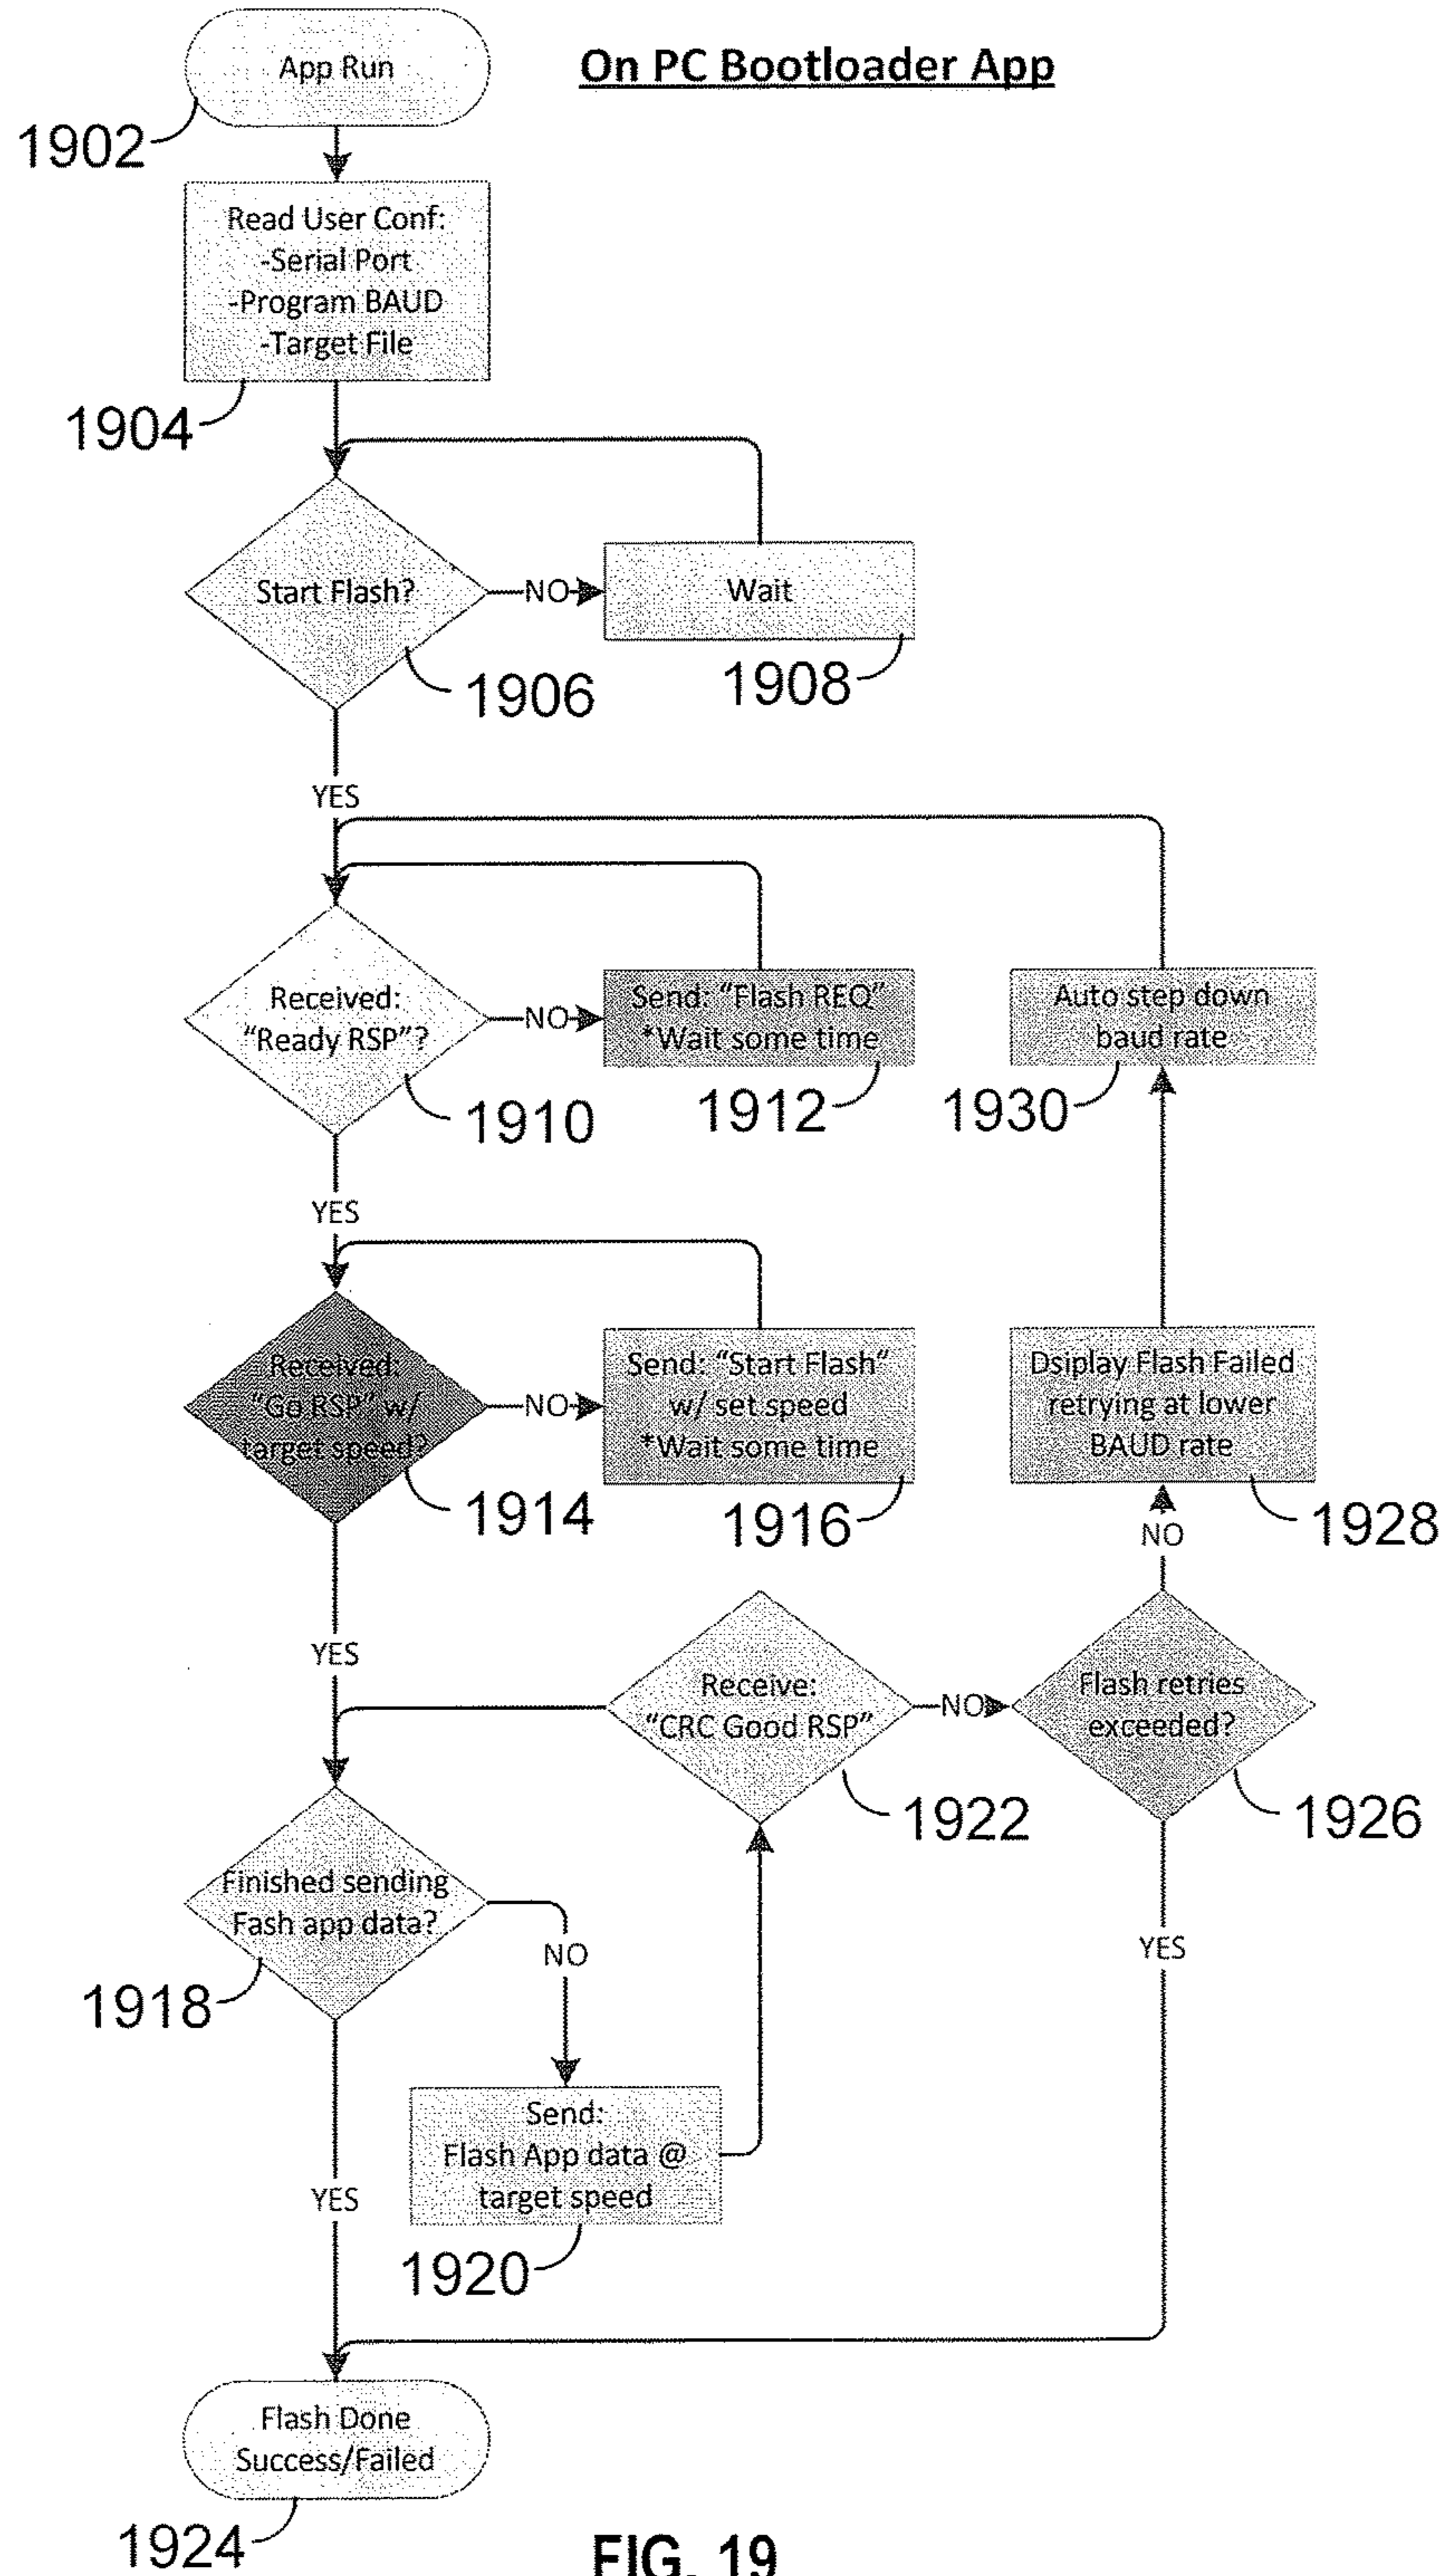 App Run
On PC Bootloader App
1902
Read User Conf:
-Serial Port
-Program BAUD
-Target File
1904
Start Flash?
NO
Wait
1906
1908
YES
Received:
"Ready RSP"?
NO
Send: "Flash REQ"
*Wait some time
Auto step down
baud rate
1910
1912
1930
YES
Received:
"Go RSP" w/
target speed?
NO
Send: "Start Flash"
w/ set speed
*Wait some time
Dsiplay Flash Failed
retrying at lower
BAUD rate
1914
1916
1928
NO
YES
Receive:
"CRC Good RSP"
NO
Flash retries
exceeded?
1922
1926
Finished sending
Fash app data?
NO
YES
1918
Send:
Flash App data @
target speed
YES
1920
Flash Done
Success/Failed
1924
FIG. 19